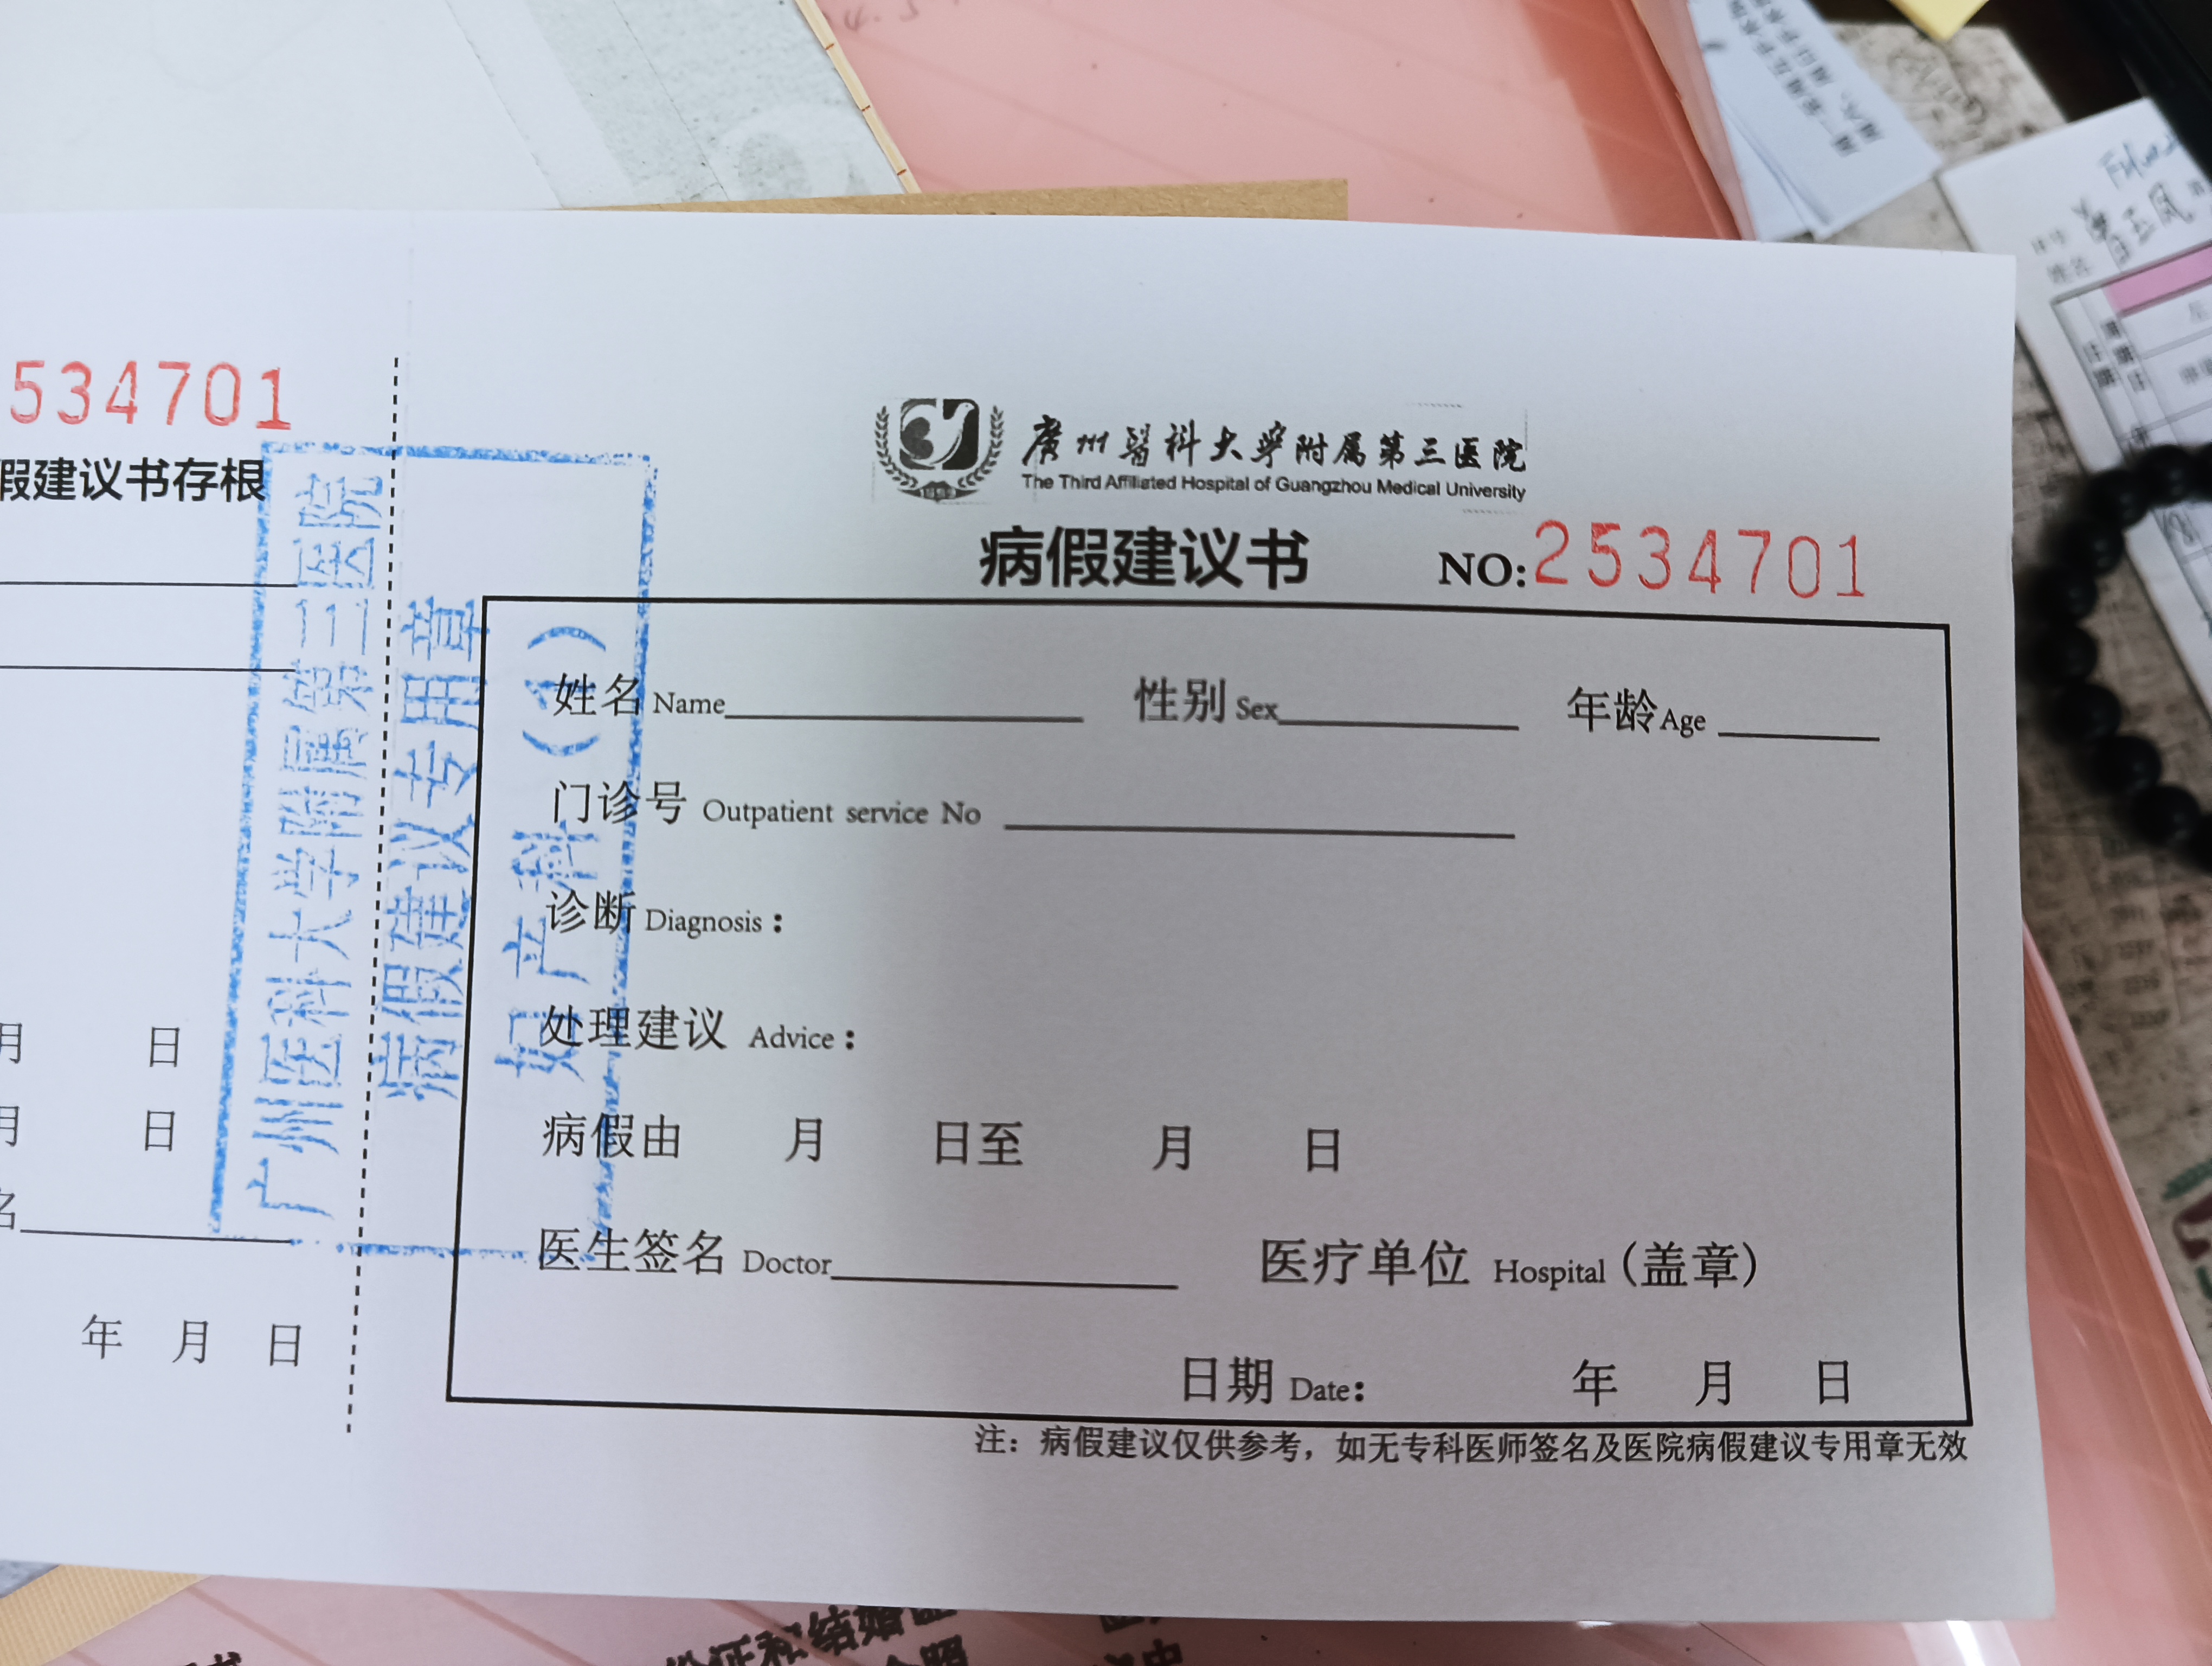 534701
假建议书存根
月 日
月 日
名
年 月 日
广州医科大学附属第三医院
病假建议专用章
妇产科
廣州醫科大學附属第三医院
The Third Affiliated Hospital of Guangzhou Medical University
病假建议书 NO:2534701
姓名 Name 性别 Sex 年龄 Age
门诊号 Outpatient service No
诊断 Diagnosis：
处理建议 Advice：
病假由 月 日至 月 日
医生签名 Doctor 医疗单位 Hospital（盖章）
日期 Date： 年 月 日
注：病假建议仅供参考，如无专科医师签名及医院病假建议专用章无效